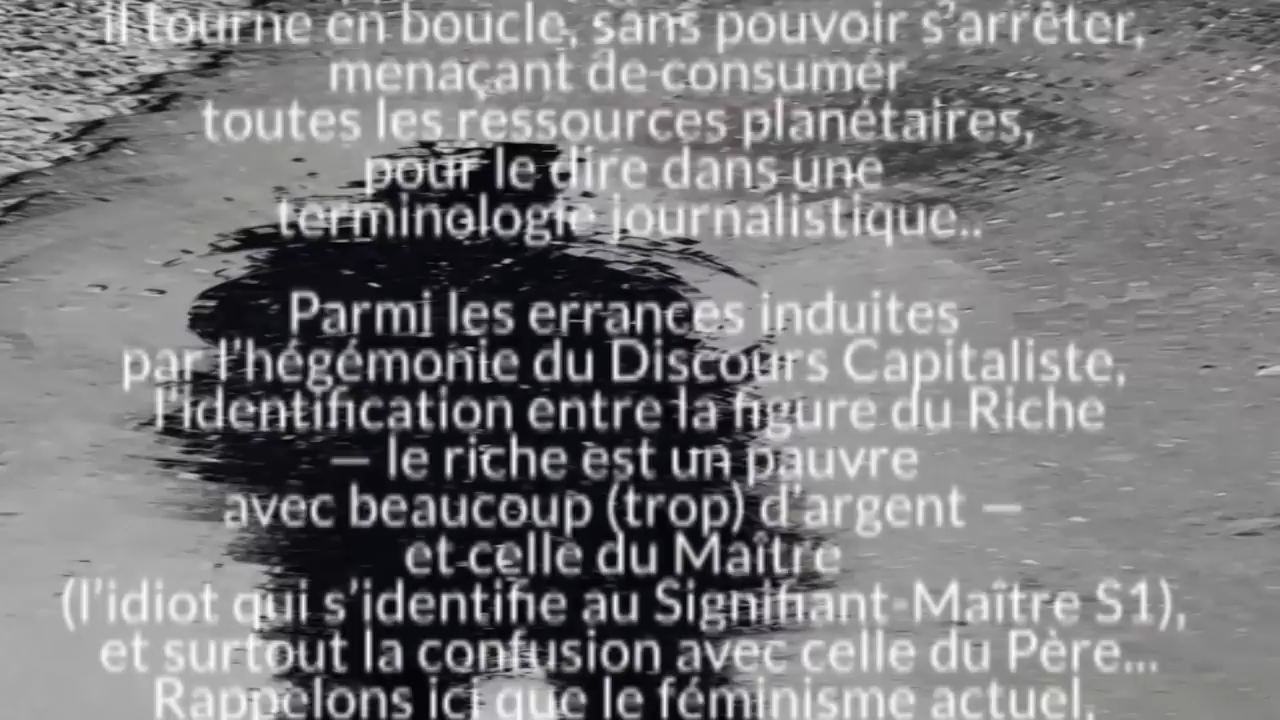 il tourne en boucle, sans pouvoir s'arrêter,
menaçant de consumer
toutes les ressources planétaires,
pour le dire dans une
terminologie journalistique..
Parmi les errances induites
par l'hégémonie du Discours Capitaliste,
l'identification entre la figure du Riche
— le riche est un pauvre
avec beaucoup (trop) d'argent —
et celle du Maître
(l'idiot qui s'identifie au Signifiant-Maître S1),
et surtout la confusion avec celle du Père...
Rappelons ici que le féminisme actuel,